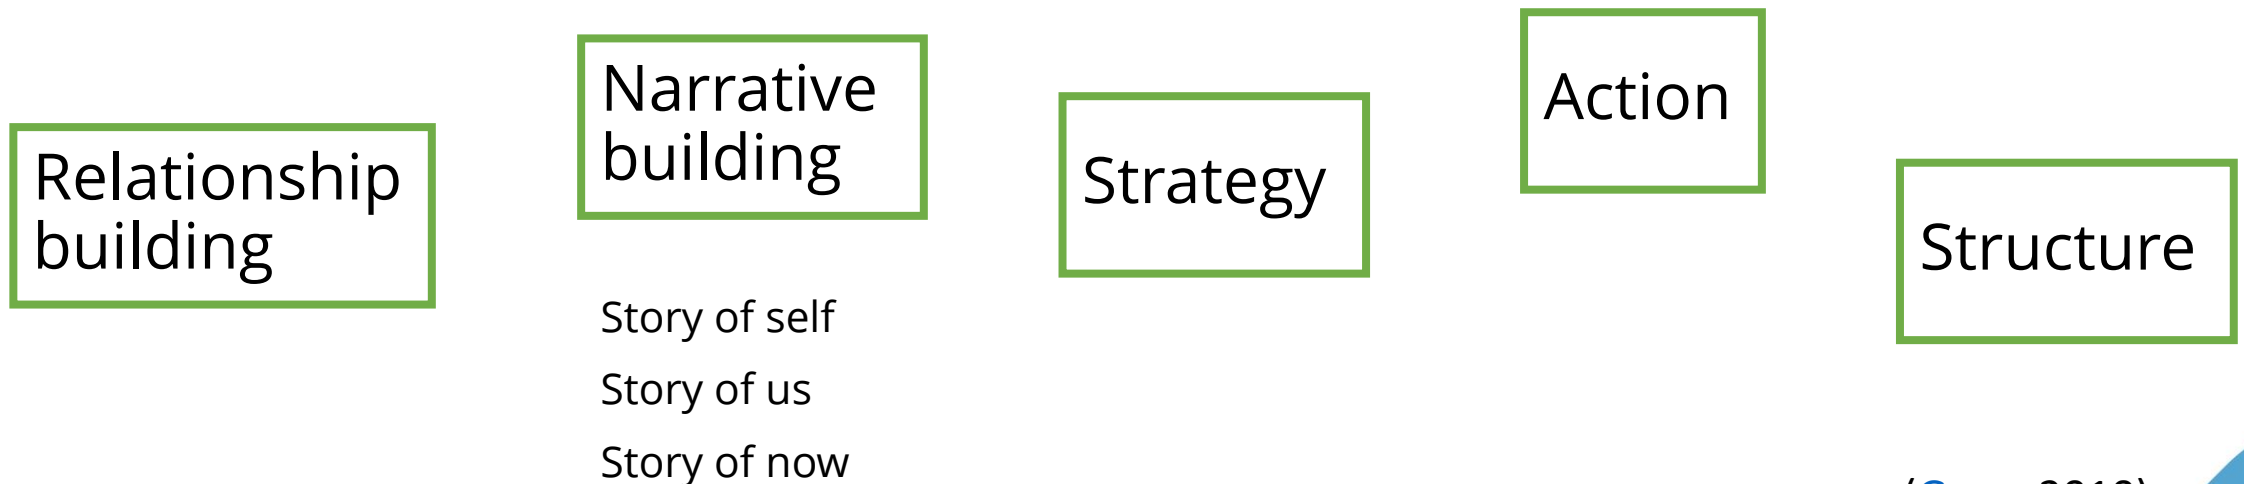 Relationship
building
Narrative
building
Story of self
Story of us
Story of now
Strategy
Action
Structure